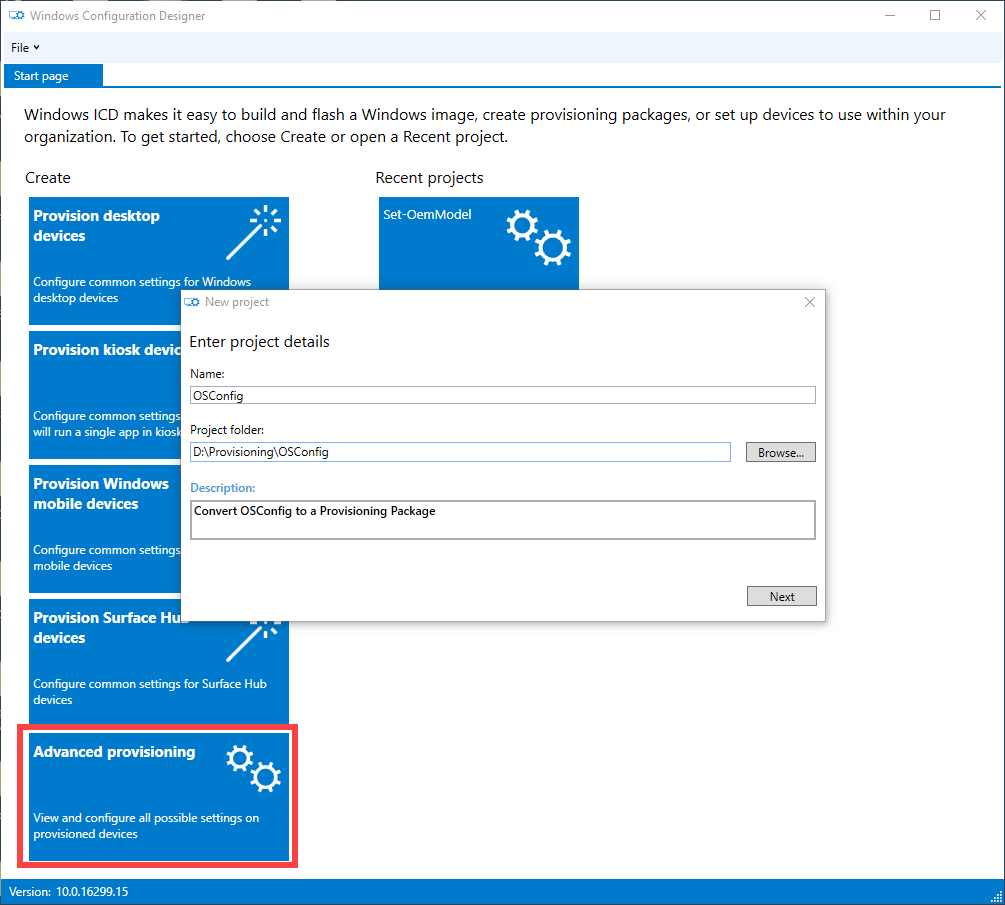 Windows Configuration Designer
File
Start page
Windows ICD makes it easy to build and flash a Windows image, create provisioning packages, or set up devices to use within your
organization. To get started, choose Create or open a Recent project.
Create
Recent projects
Provision desktop
devices
Configure common settings for Windows
desktop devices
Set-OemModel
Provision kiosk devic
Configure common settings
will run a single app in kiosk
Provision Windows
mobile devices
Configure common settings
mobile devices
Provision Surface Hu
devices
Configure common settings for Surface Hub
devices
Advanced provisioning
View and configure all possible settings on
provisioned devices
New project
Enter project details
Name:
OSConfig
Project folder:
D:\Provisioning\OSConfig
Browse...
Description:
Convert OSConfig to a Provisioning Package
Next
Version: 10.0.16299.15